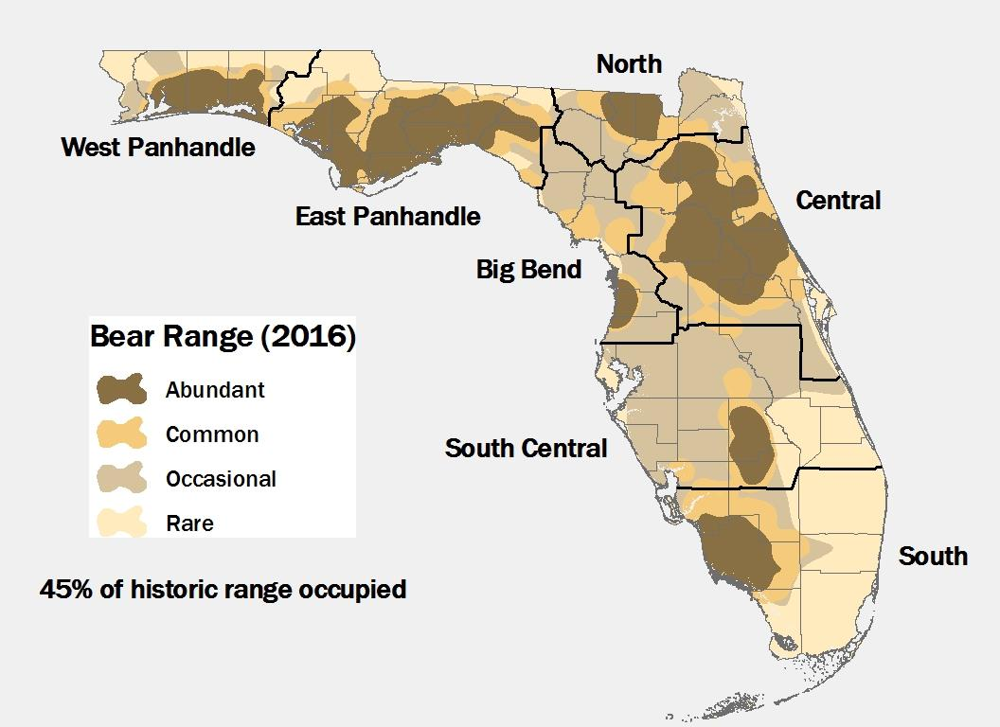 North
West Panhandle
Central
East Panhandle
Big Bend
Bear Range (2016)
Abundant
Common
Occasional
Rare
South Central
South
45% of historic range occupied